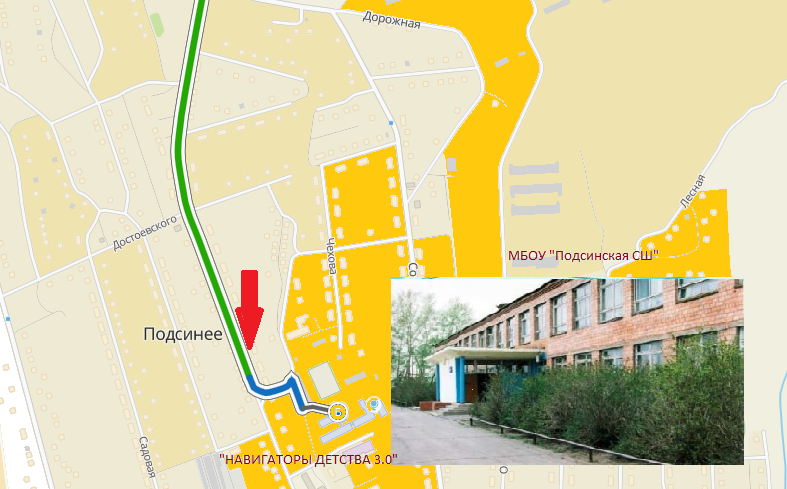 Дорожная
Лесная
Достоевского
Чехова
МБОУ "Подсинская СШ"
Со
Подсинее
Садовая
"НАВИГАТОРЫ ДЕТСТВА 3.0"
О